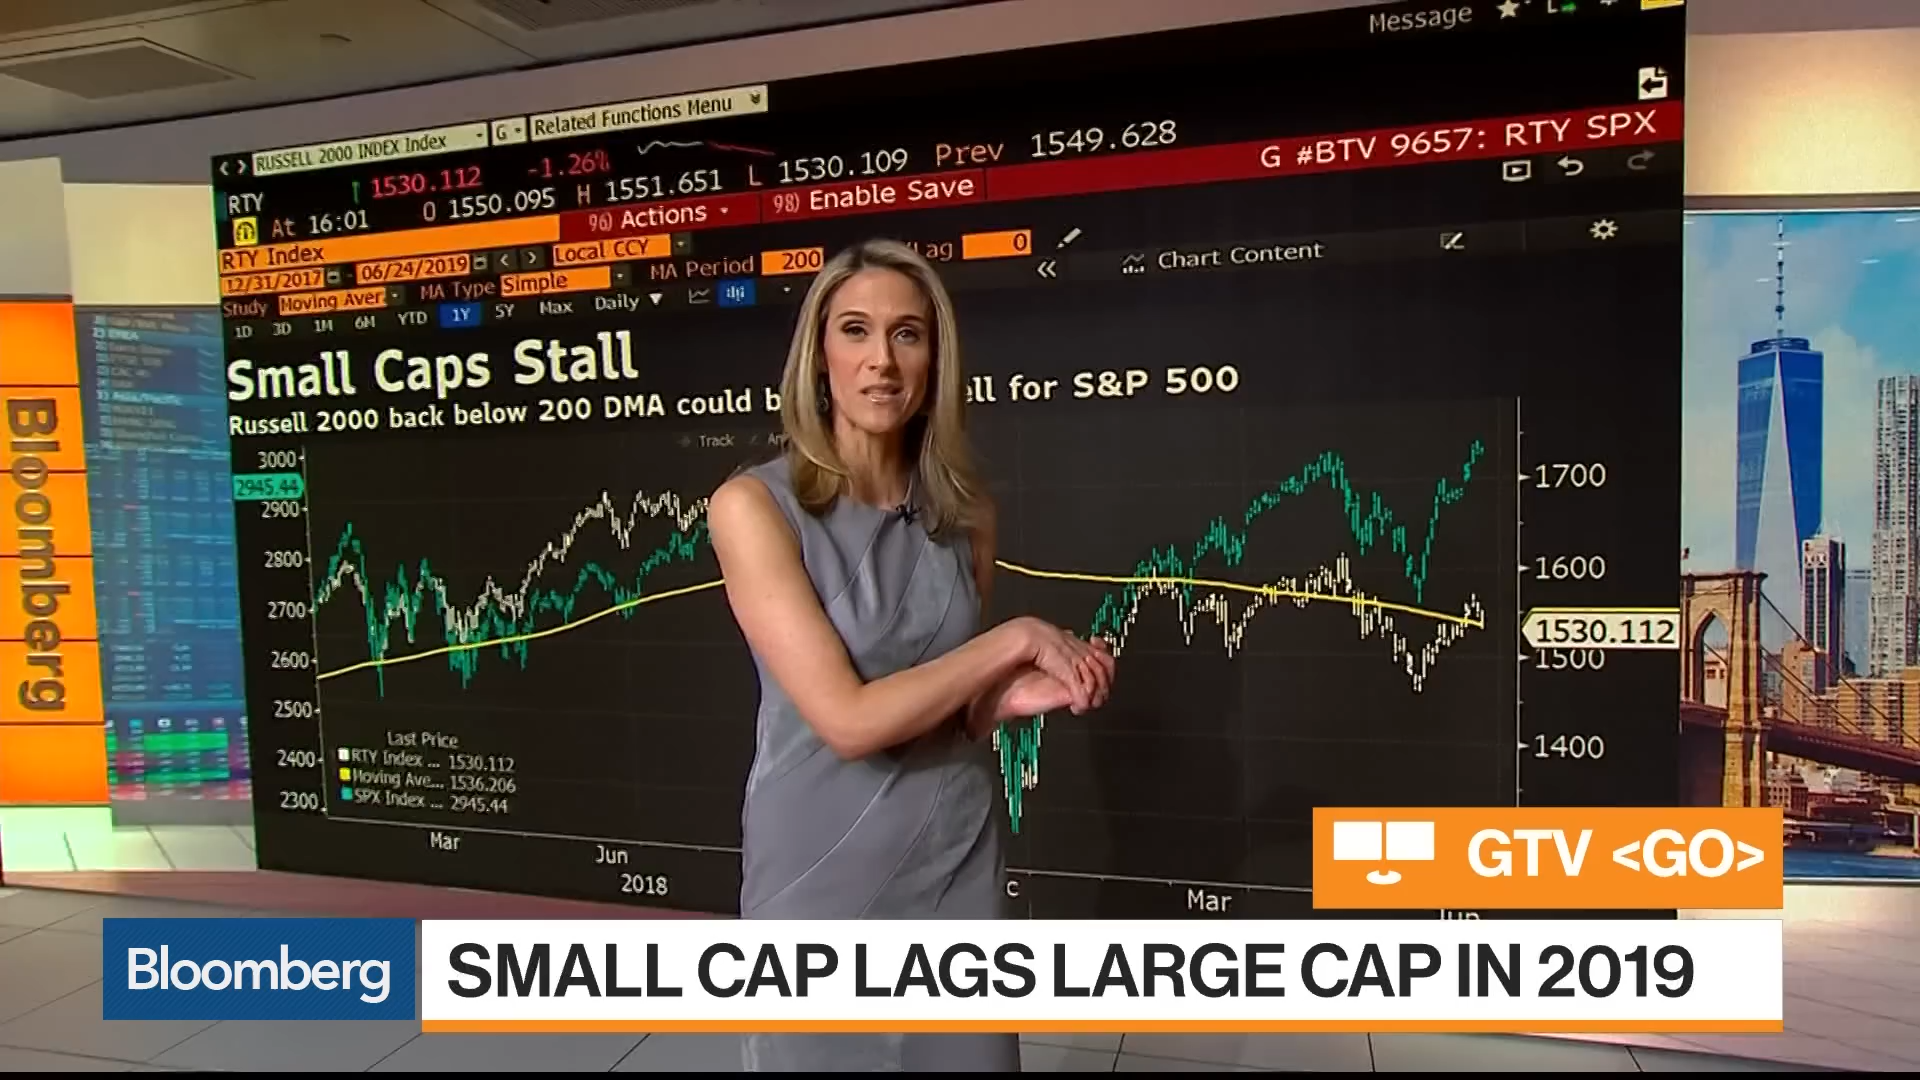 Message
RUSSELL 2000 INDEX Index
G
Related Functions Menu
RTY
1530.112
-1.26%
At 16:01
O 1550.095
H 1551.651
L 1530.109
Prev 1549.628
G #BTV 9657: RTY SPX
96) Actions
98) Enable Save
RTY Index
12/31/2017 - 06/24/2019
Local CCY
Study
Moving Aver
MA Type
Simple
MA Period
200
Lag
0
Chart Content
1D 3D 1M 6M YTD 1Y 5Y Max Daily
Small Caps Stall
Russell 2000 back below 200 DMA could b ell for S&P 500
Track
3000
2945.44
2900
2800
2700
2600
2500
2400
2300
1700
1600
1530.112
1500
1400
Last Price
RTY Index ... 1530.112
Moving Ave... 1536.206
SPX Index ... 2945.44
Mar
Jun
2018
c
Mar
Jun
Bloomberg
GTV <GO>
Bloomberg
SMALL CAP LAGS LARGE CAP IN 2019